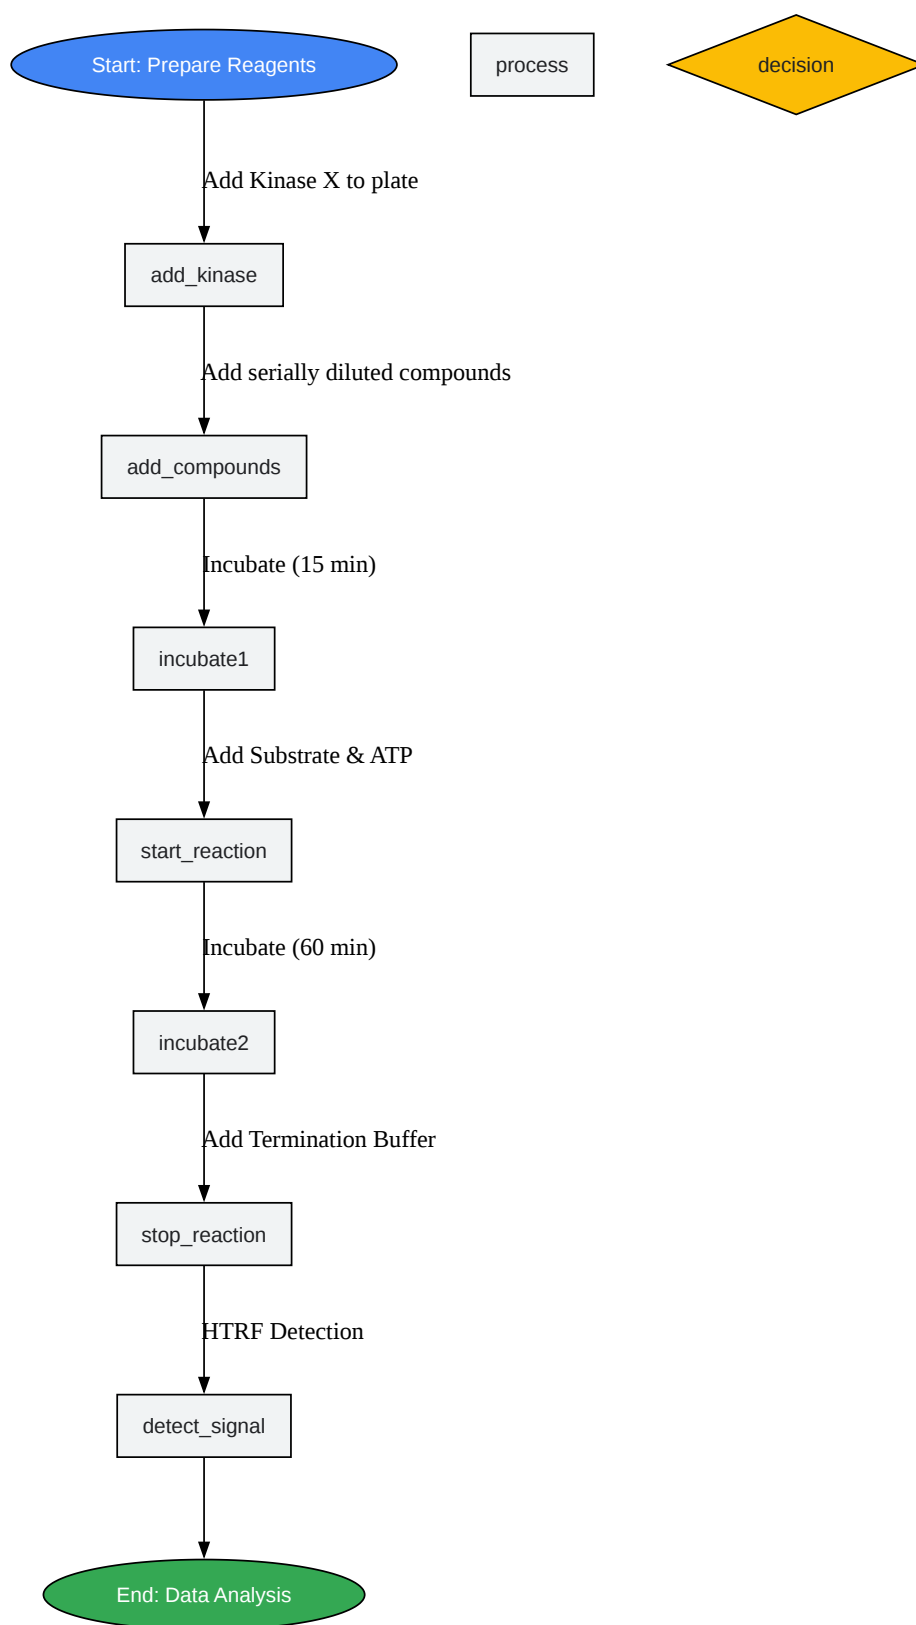 Start: Prepare Reagents
process
decision
Add Kinase X to plate
add_kinase
Add serially diluted compounds
add_compounds
Incubate (15 min)
incubate1
Add Substrate & ATP
start_reaction
Incubate (60 min)
incubate2
Add Termination Buffer
stop_reaction
HTRF Detection
detect_signal
End: Data Analysis